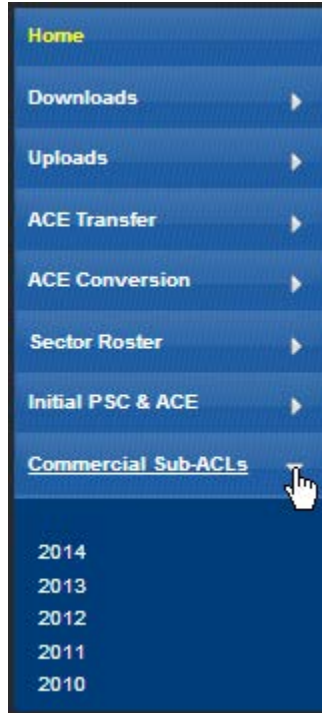 Home
Downloads
Uploads
ACE Transfer
ACE Conversion
Sector Roster
Initial PSC & ACE
Commercial Sub-ACLs
2014
2013
2012
2011
2010